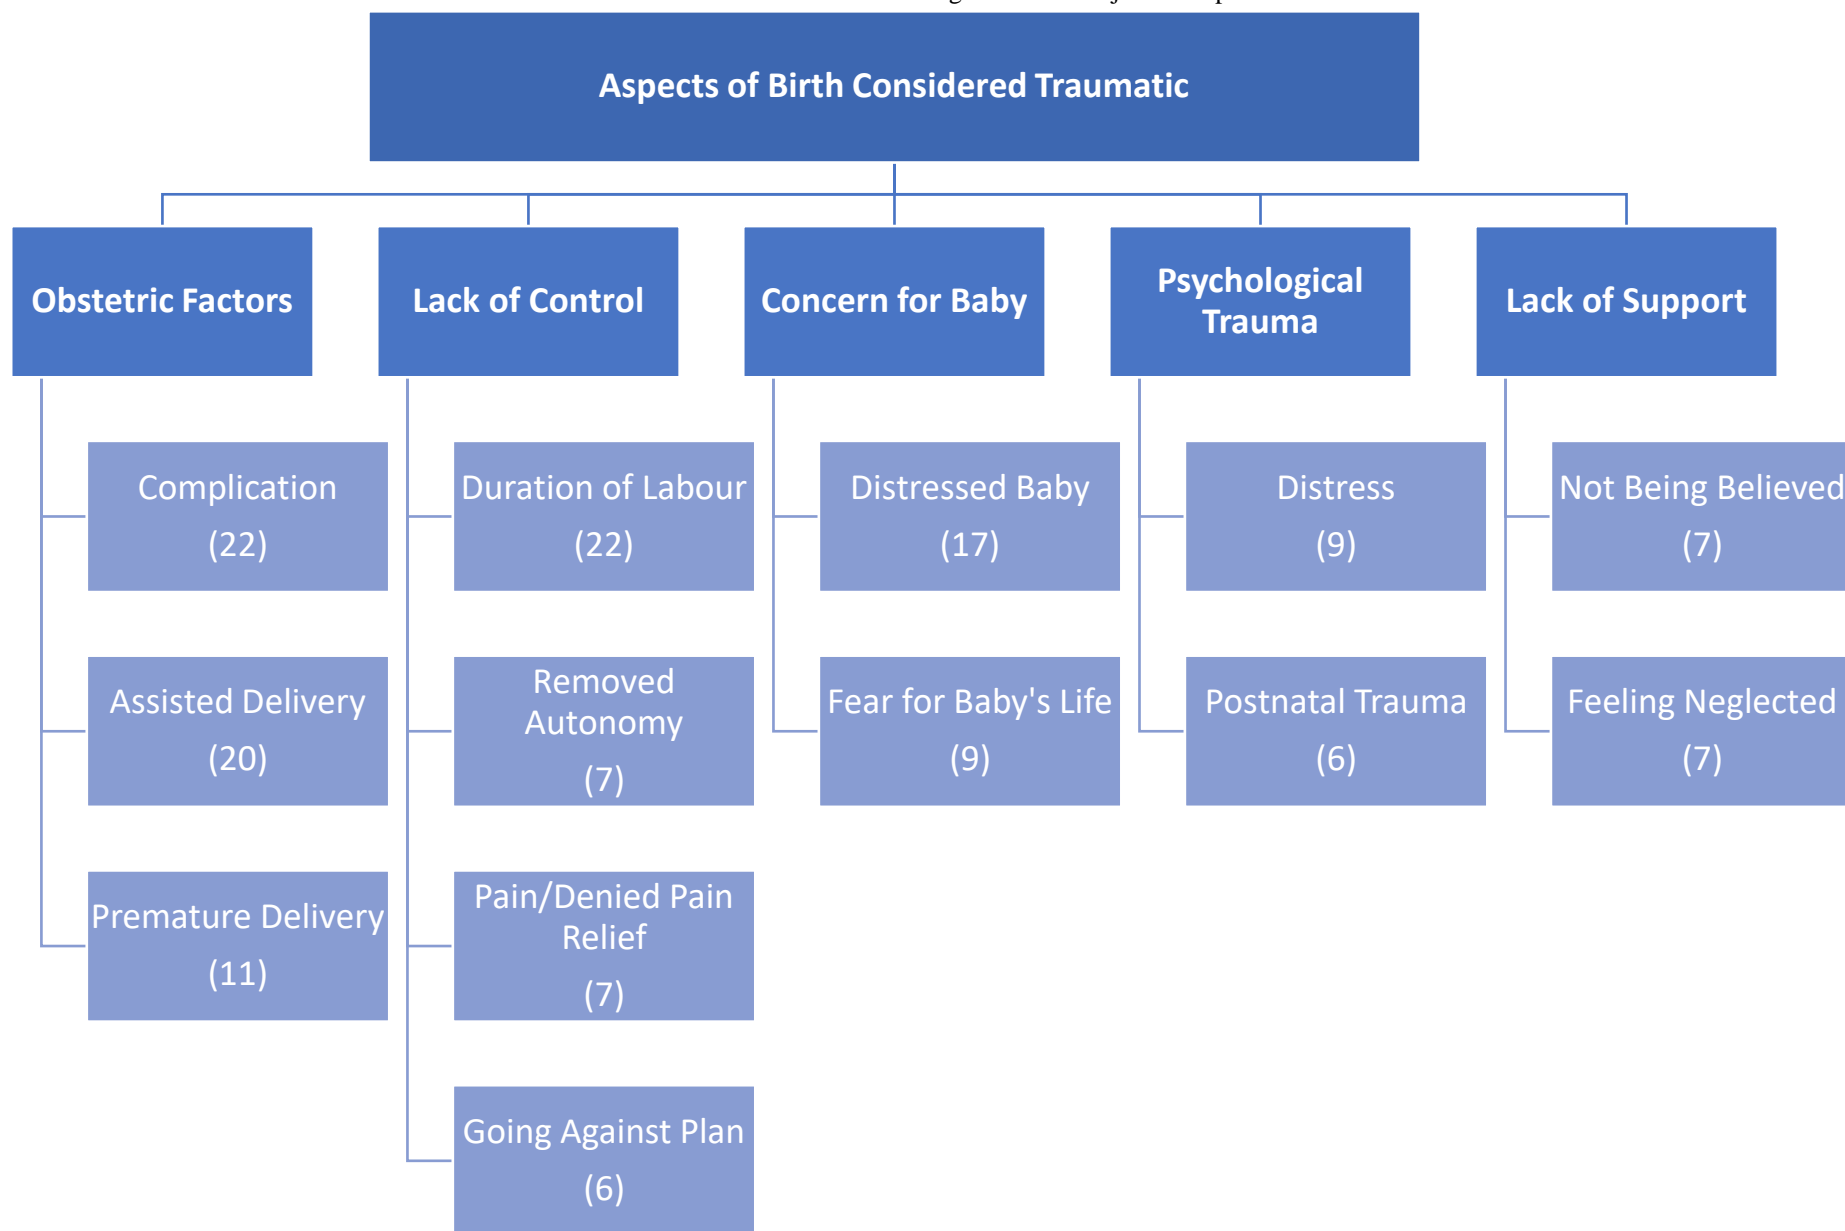 Aspects of Birth Considered Traumatic
Obstetric Factors
Complication
(22)
Assisted Delivery
(20)
Premature Delivery
(11)
Lack of Control
Duration of Labour
(22)
Removed
Autonomy
(7)
Pain/Denied Pain
Relief
(7)
Going Against Plan
(6)
Concern for Baby
Distressed Baby
(17)
Fear for Baby's Life
(9)
Psychological
Trauma
Distress
(9)
Postnatal Trauma
(6)
Lack of Support
Not Being Believed
(7)
Feeling Neglected
(7)